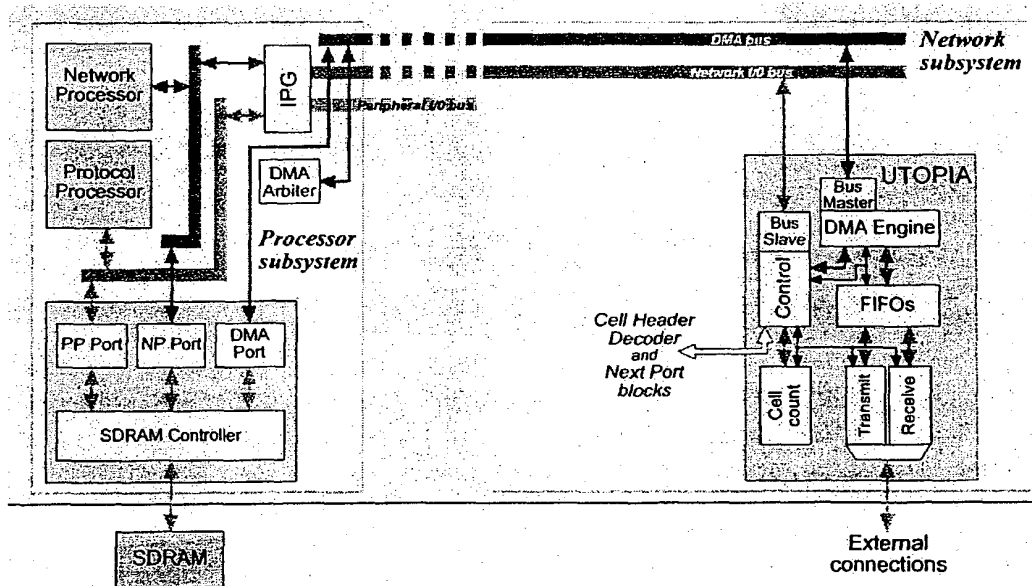 DMA bus
Network
subsystem
Network I/O bus
Network
Processor
IPG
Peripheral I/O bus
Protocol
Processor
DMA
Arbiter
UTOPIA
Bus
Master
DMA Engine
Bus
Slave
Control
Processor
subsystem
FIFOs
PP Port
NP Port
DMA
Port
Cell Header
Decoder
and
Next Port
blocks
Cell
count
Transmit
Receive
SDRAM Controller
SDRAM
External
connections